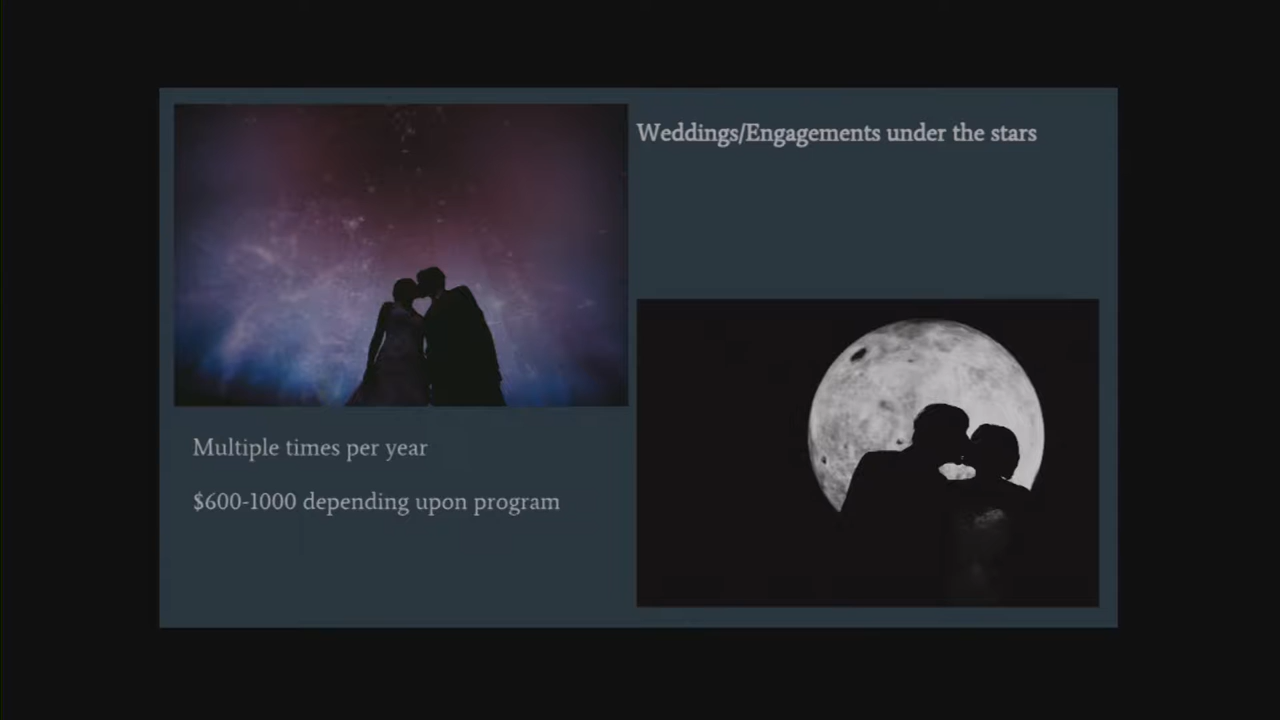 Weddings/Engagements under the stars
Multiple times per year
$600-1000 depending upon program